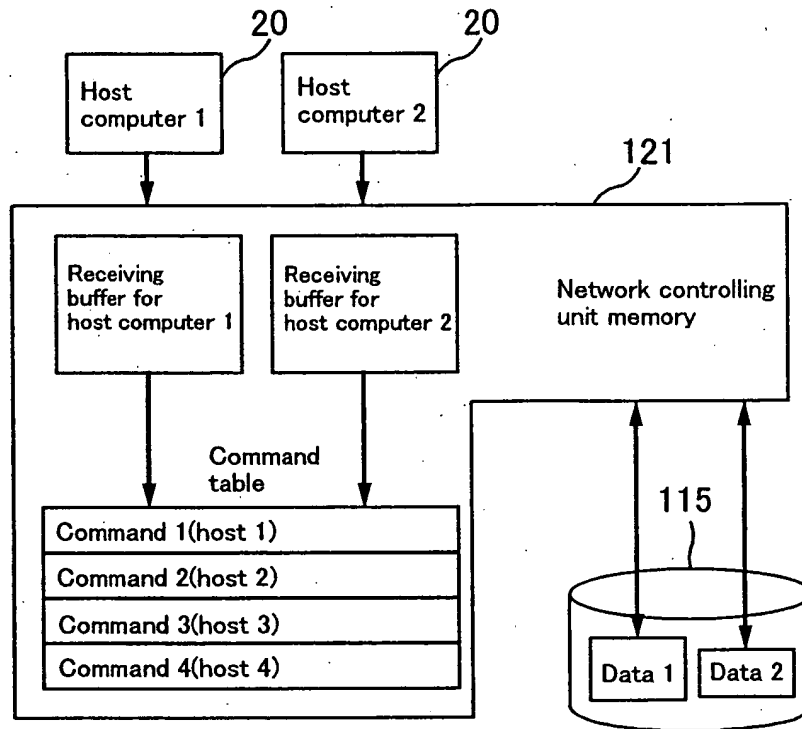 20
20
Host
computer 1
Host
computer 2
121
Receiving
buffer for
host computer 1
Receiving
buffer for
host computer 2
Network controlling
unit memory
Command
table
Command 1(host 1)
Command 2(host 2)
Command 3(host 3)
Command 4(host 4)
115
Data 1
Data 2